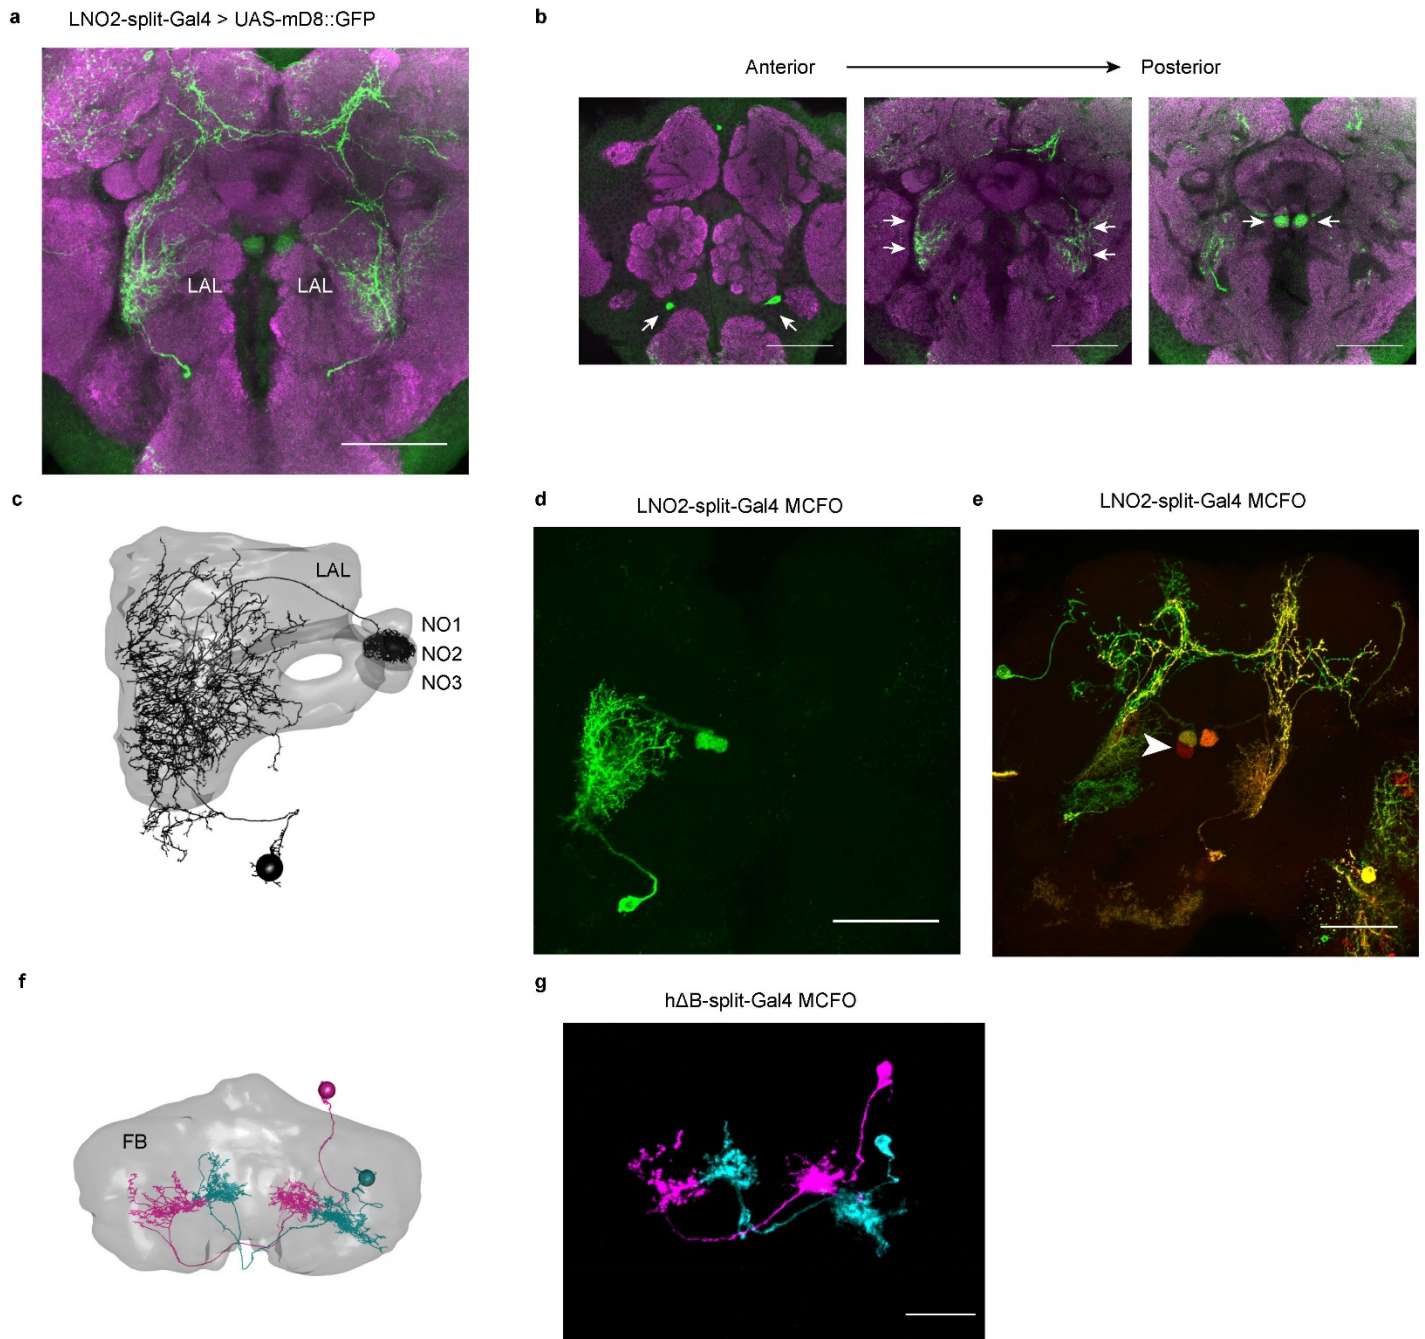 a
LNO2-split-Gal4 > UAS-mD8::GFP
LAL
LAL
b
Anterior
Posterior
c
LAL
NO1
NO2
NO3
d
LNO2-split-Gal4 MCFO
e
LNO2-split-Gal4 MCFO
f
FB
g
hΔB-split-Gal4 MCFO